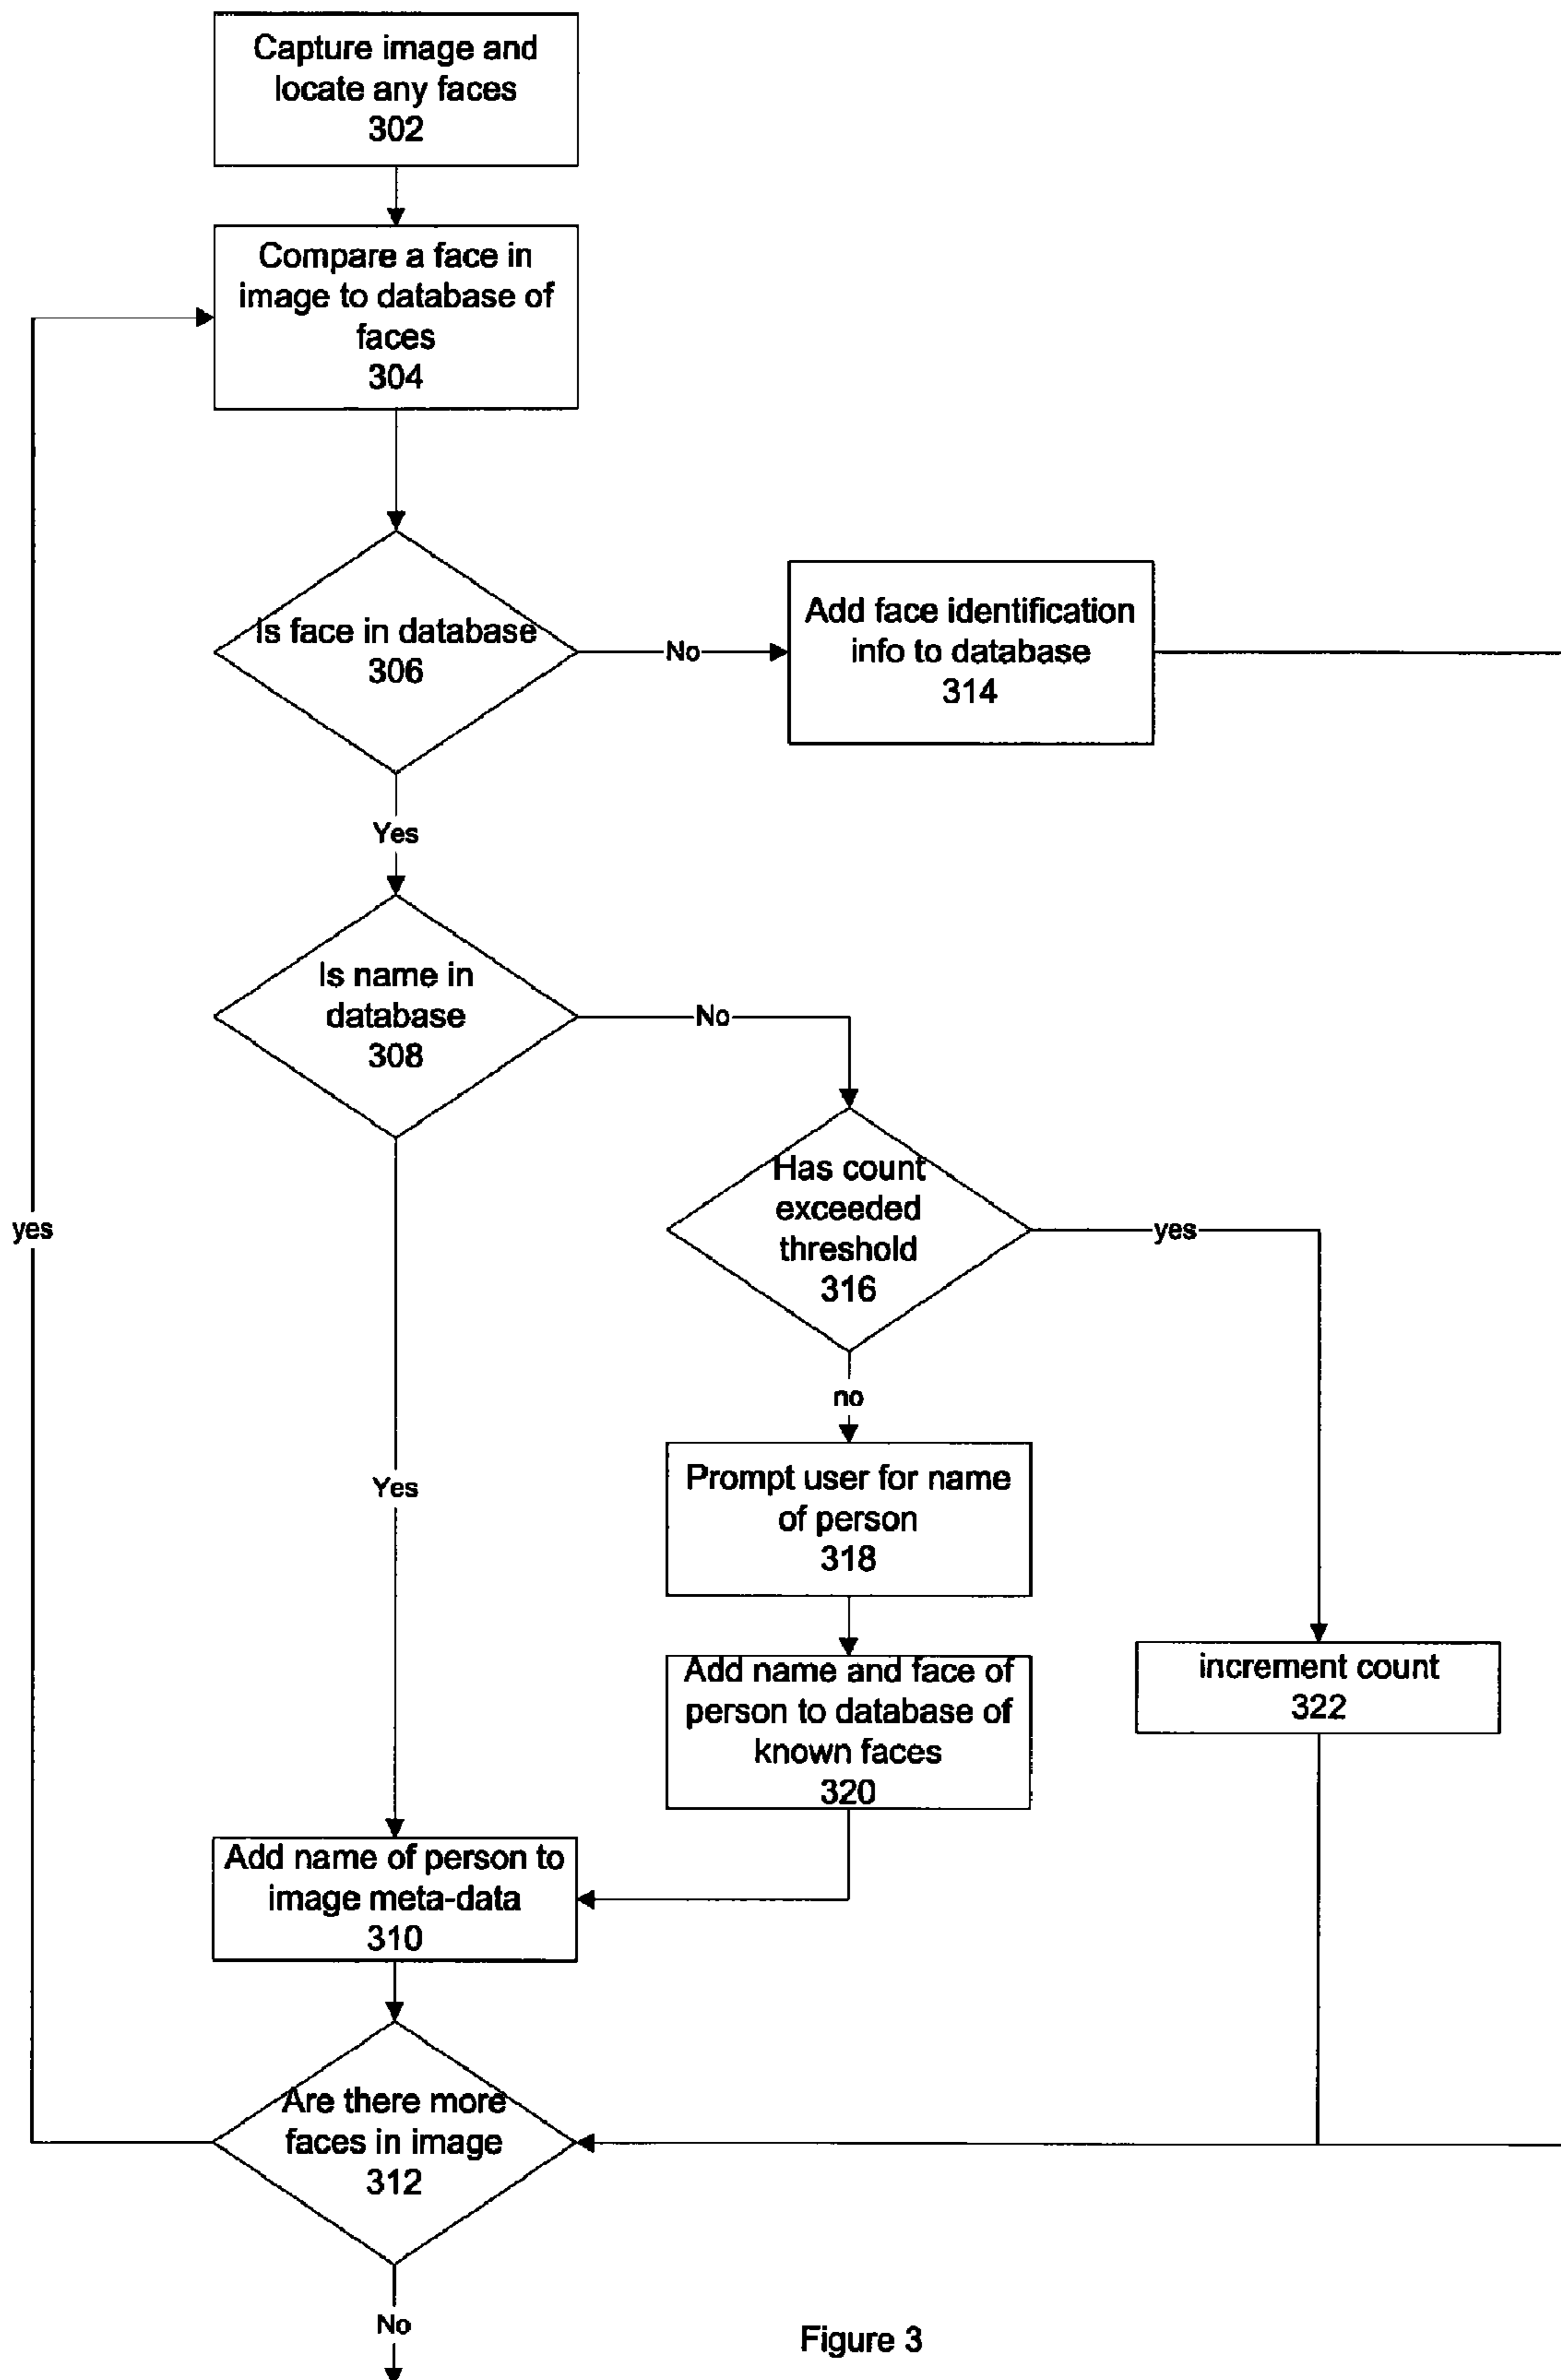 Capture image and
locate any faces
302
Compare a face in
image to database of
faces
304
Is face in database
306
No
Add face identification
info to database
314
Yes
Is name in
database
308
No
Has count
exceeded
threshold
316
yes
yes
no
Prompt user for name
of person
318
Yes
Add name and face of
person to database of
known faces
320
increment count
322
Add name of person to
image meta-data
310
Are there more
faces in image
312
No
Figure 3